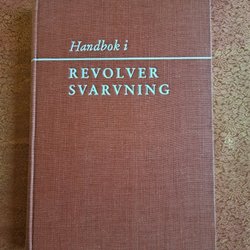 Handbok i
REVOLVER
SVARVNING